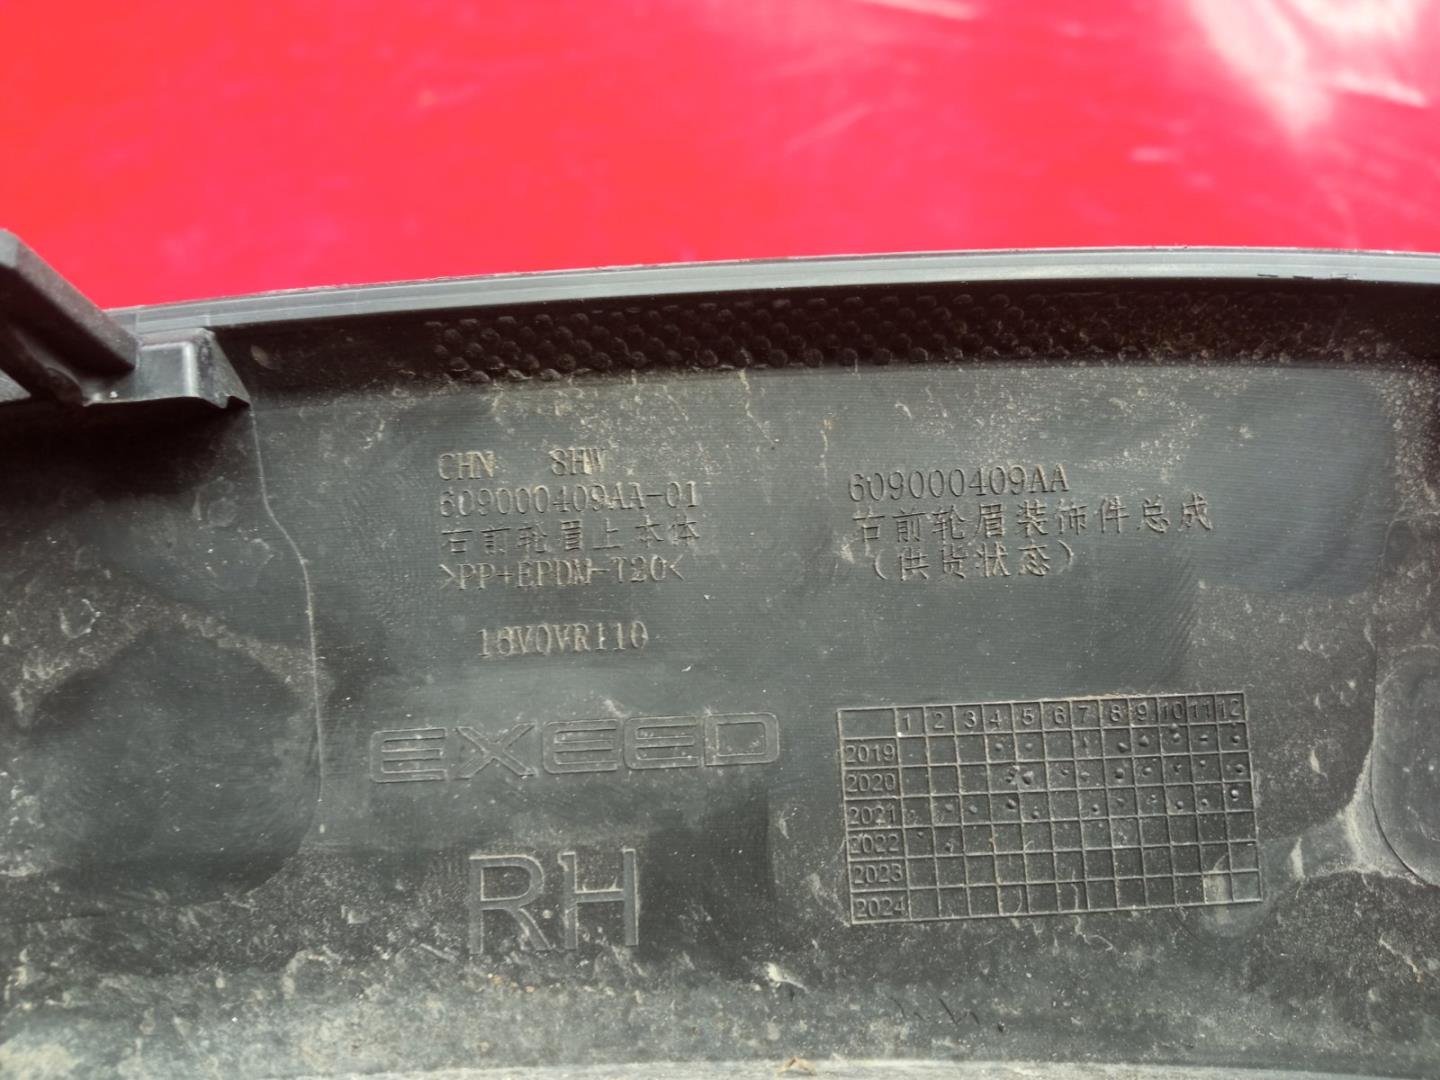 CHN 8HW
609000409AA-01
右前轮眉上本体
>PP+EPDM-T20<
16V0VR110
609000409AA
右前轮眉装饰件总成
（供货状态）
EXEED
RH
1 2 3 4 5 6 7 8 9 10 11 12
2019
2020
2021
2022
2023
2024